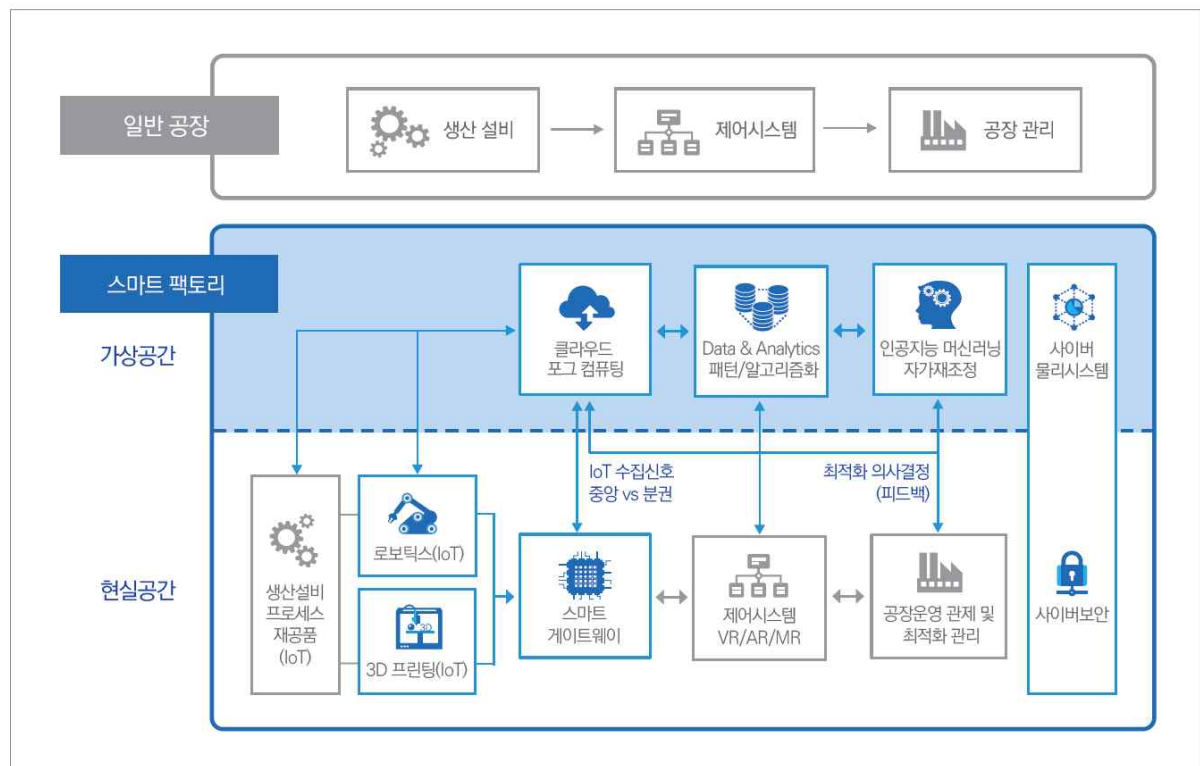 일반 공장
생산 설비
제어시스템
공장 관리
스마트 팩토리
가상공간
클라우드
포그 컴퓨팅
Data & Analytics
패턴/알고리즘화
인공지능 머신러닝
자가재조정
사이버
물리시스템
IoT 수집신호
중앙 vs 분권
최적화 의사결정
(피드백)
현실공간
생산설비
프로세스
재공품
(IoT)
로보틱스(IoT)
3D
3D 프린팅(IoT)
스마트
게이트웨이
제어시스템
VR/AR/MR
공장운영 관제 및
최적화 관리
사이버보안